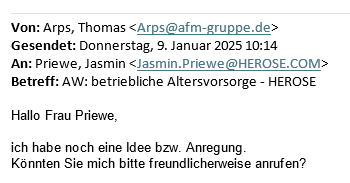 Von: Arps, Thomas <Arps@afm-gruppe.de>
Gesendet: Donnerstag, 9. Januar 2025 10:14
An: Priewe, Jasmin <Jasmin.Priewe@HEROSE.COM>
Betreff: AW: betriebliche Altersvorsorge - HEROSE
Hallo Frau Priewe,
ich habe noch eine Idee bzw. Anregung.
Könnten Sie mich bitte freundlicherweise anrufen?